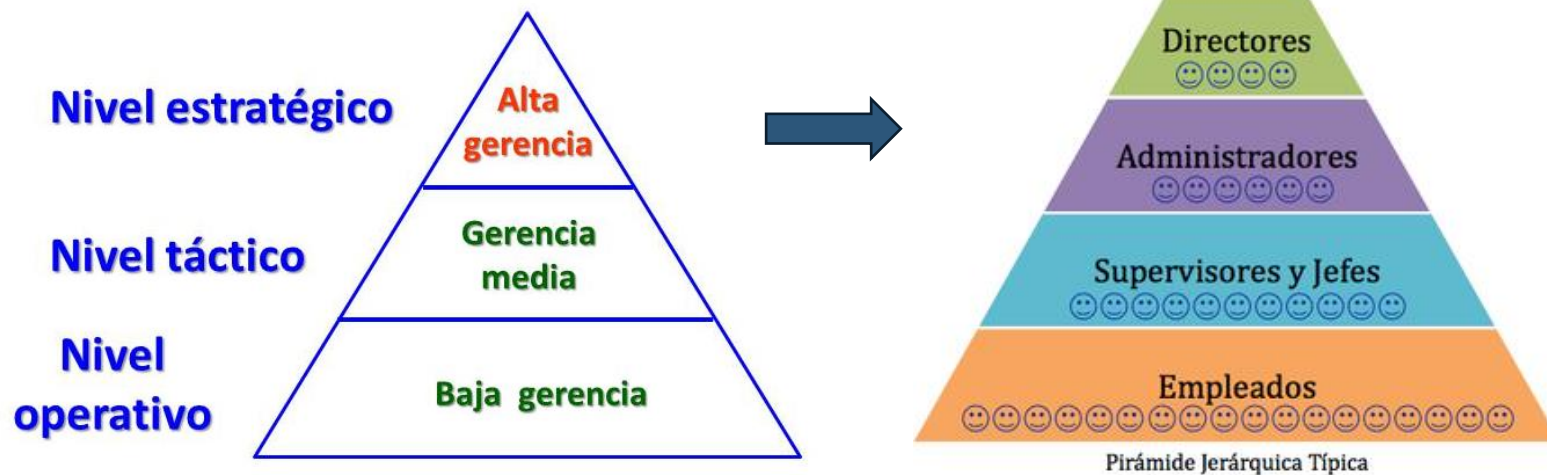 Nivel estratégico
Alta
gerencia
Nivel táctico
Gerencia
media
Nivel
operativo
Baja gerencia
Directores
Administradores
Supervisores y Jefes
Empleados
Pirámide Jerárquica Típica